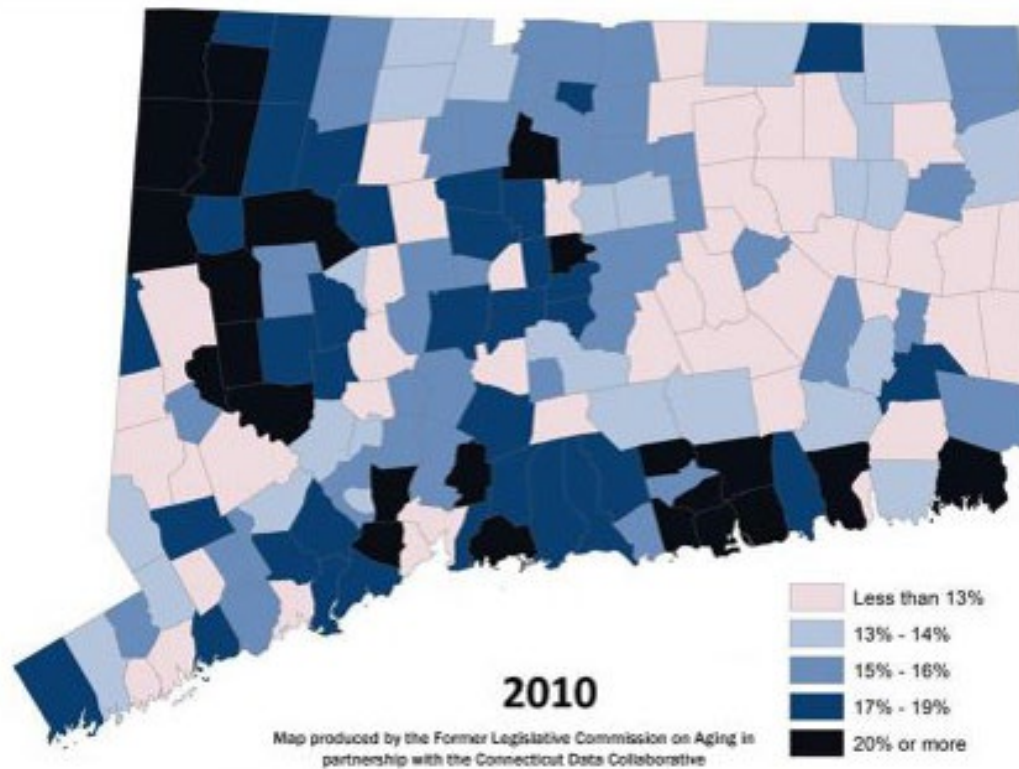 Less than 13%
13% - 14%
15% - 16%
17% - 19%
20% or more
2010
Map produced by the Former Legislative Commission on Aging in
partnership with the Connecticut Data Collaborative